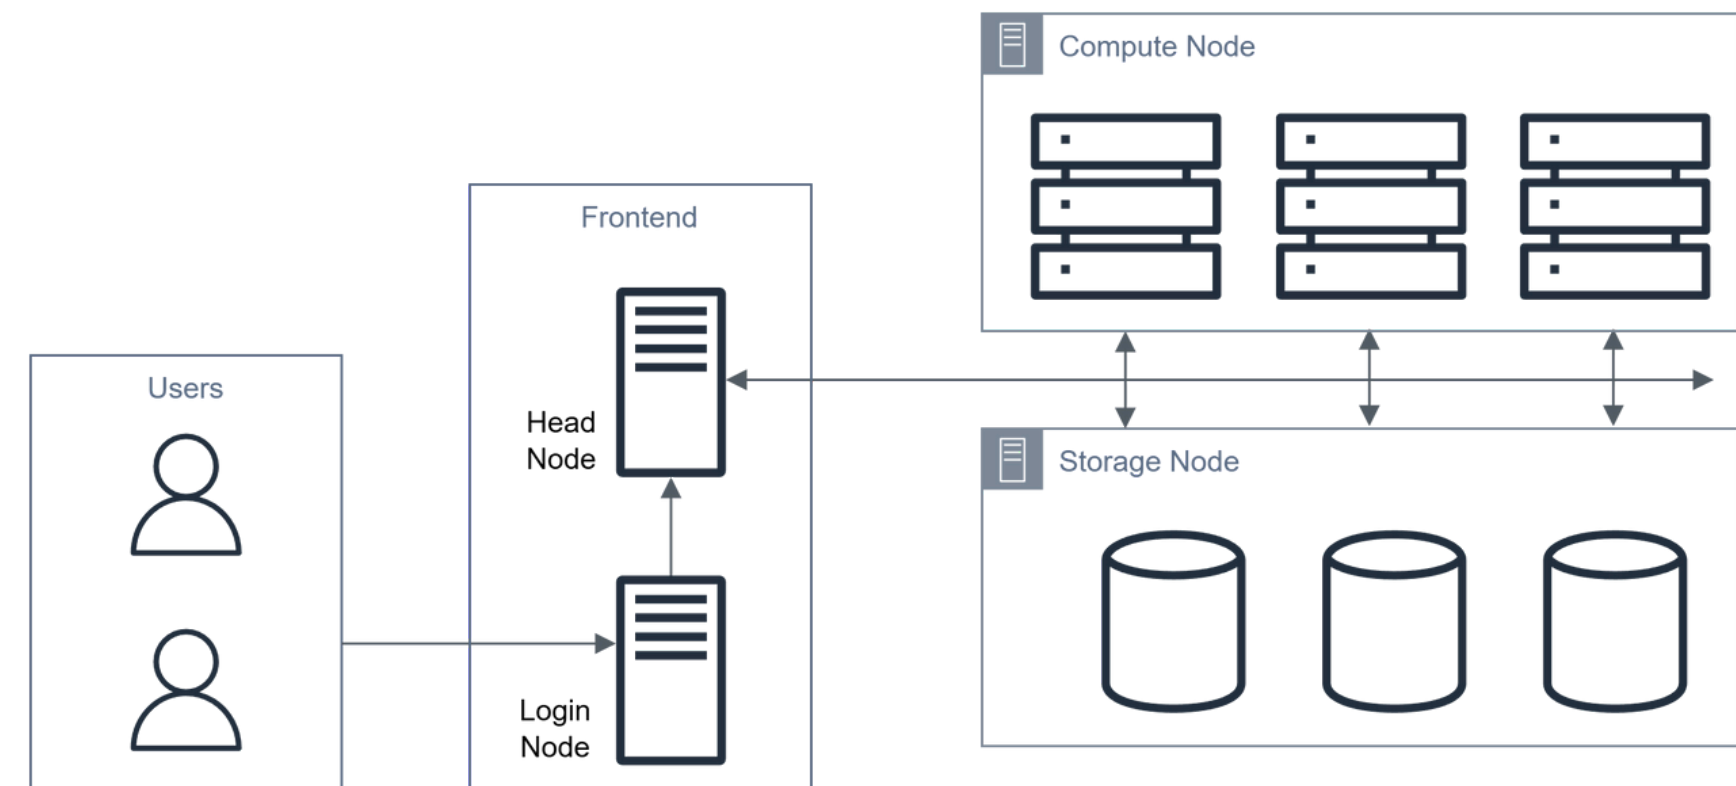 Compute Node
Frontend
Users
Head
Node
Storage Node
Login
Node